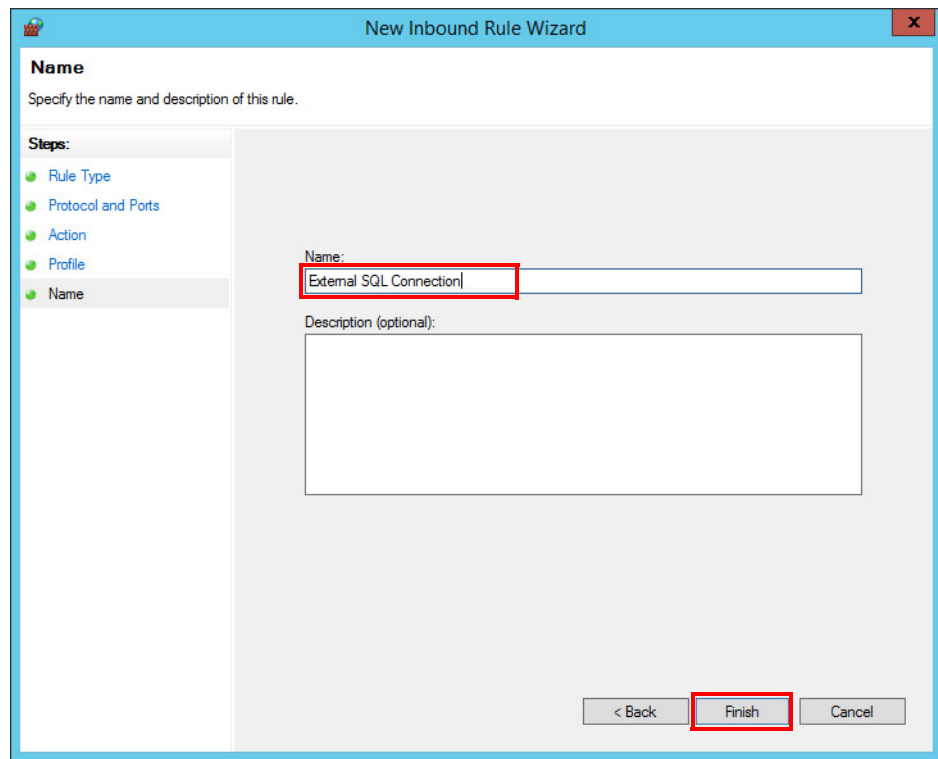 New Inbound Rule Wizard
x
Name
Specify the name and description of this rule.
Steps:
Rule Type
Protocol and Ports
Action
Profile
Name
Name:
External SQL Connection
Description (optional):
< Back
Finish
Cancel